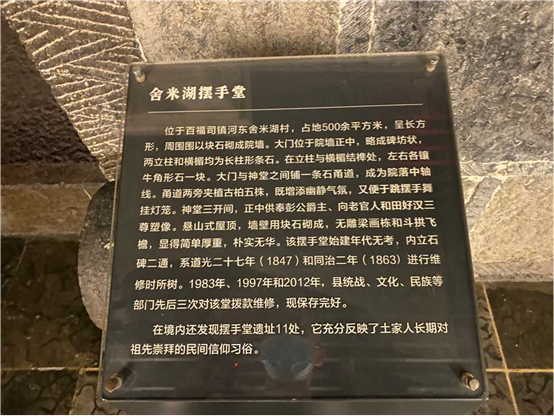 舍米湖摆手堂
位于百福司镇河东舍米湖村，占地500余平方米，呈长方
形，周围围以块石砌成院墙。大门位于院墙正中，略成碑坊状，
两立柱和横楣均为长柱形条石。在立柱与横楣结榫处，左右各镶
牛角形石一块。大门与神堂之间铺一条石甬道，成为院落中轴
线。甬道两旁夹植古柏五株，既增添幽静气氛，又便于跳摆手舞
挂灯笼。神堂三开间，正中供奉彭公爵主、向老官人和田好汉三
尊塑像。悬山式屋顶，墙壁用块石砌成，无雕梁画栋和斗拱飞
檐，显得简单厚重，朴实无华。该摆手堂始建年代无考，内立石
碑二通，系道光二十七年（1847）和同治二年（1863）进行维
修时所树。1983年、1997年和2012年，县统战、文化、民族等
部门先后三次对该堂拨款维修，现保存完好。
在境内还发现摆手堂遗址11处，它充分反映了土家人长期对
祖先崇拜的民间信仰习俗。